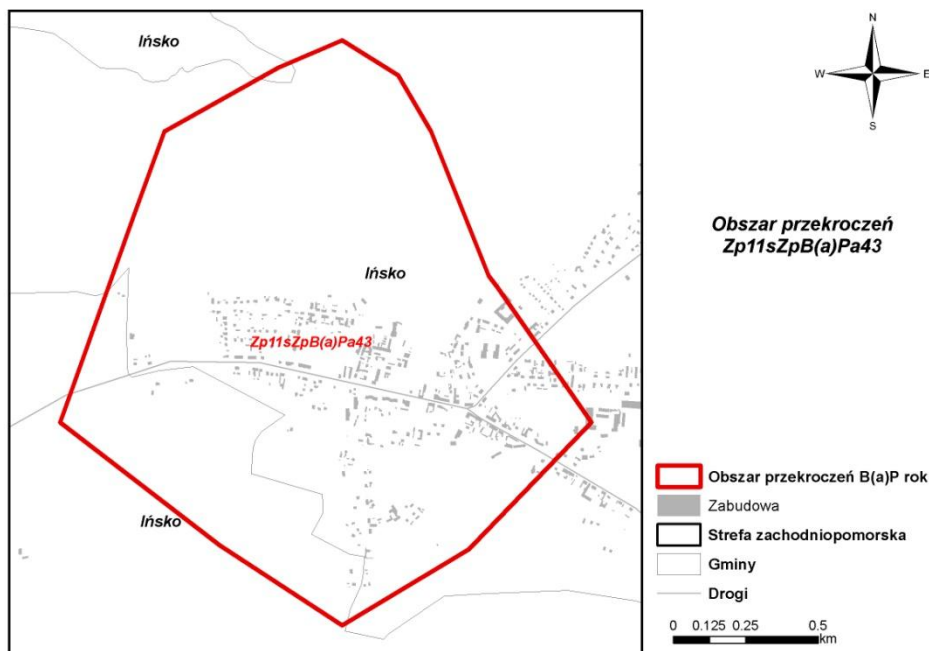 Ińsko
Ińsko
Zp11sZpB(a)Pa43
Ińsko
N
W
E
S
Obszar przekroczeń
Zp11sZpB(a)Pa43
Obszar przekroczeń B(a)P rok
Zabudowa
Strefa zachodniopomorska
Gminy
Drogi
0 0.125 0.25 0.5
km